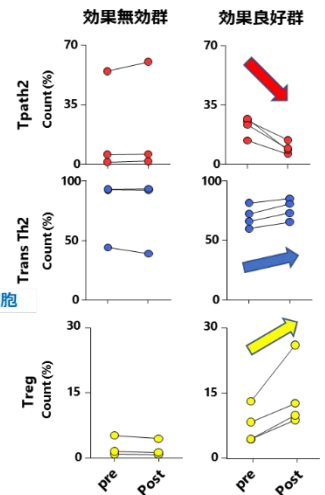 効果無効群 効果良好群
Tpath2
Count (%)
70
35
0
70
35
0
Trans Th2
Count (%)
100
50
0
100
50
0
胞
Treg
Count (%)
30
15
0
30
15
0
pre Post pre Post